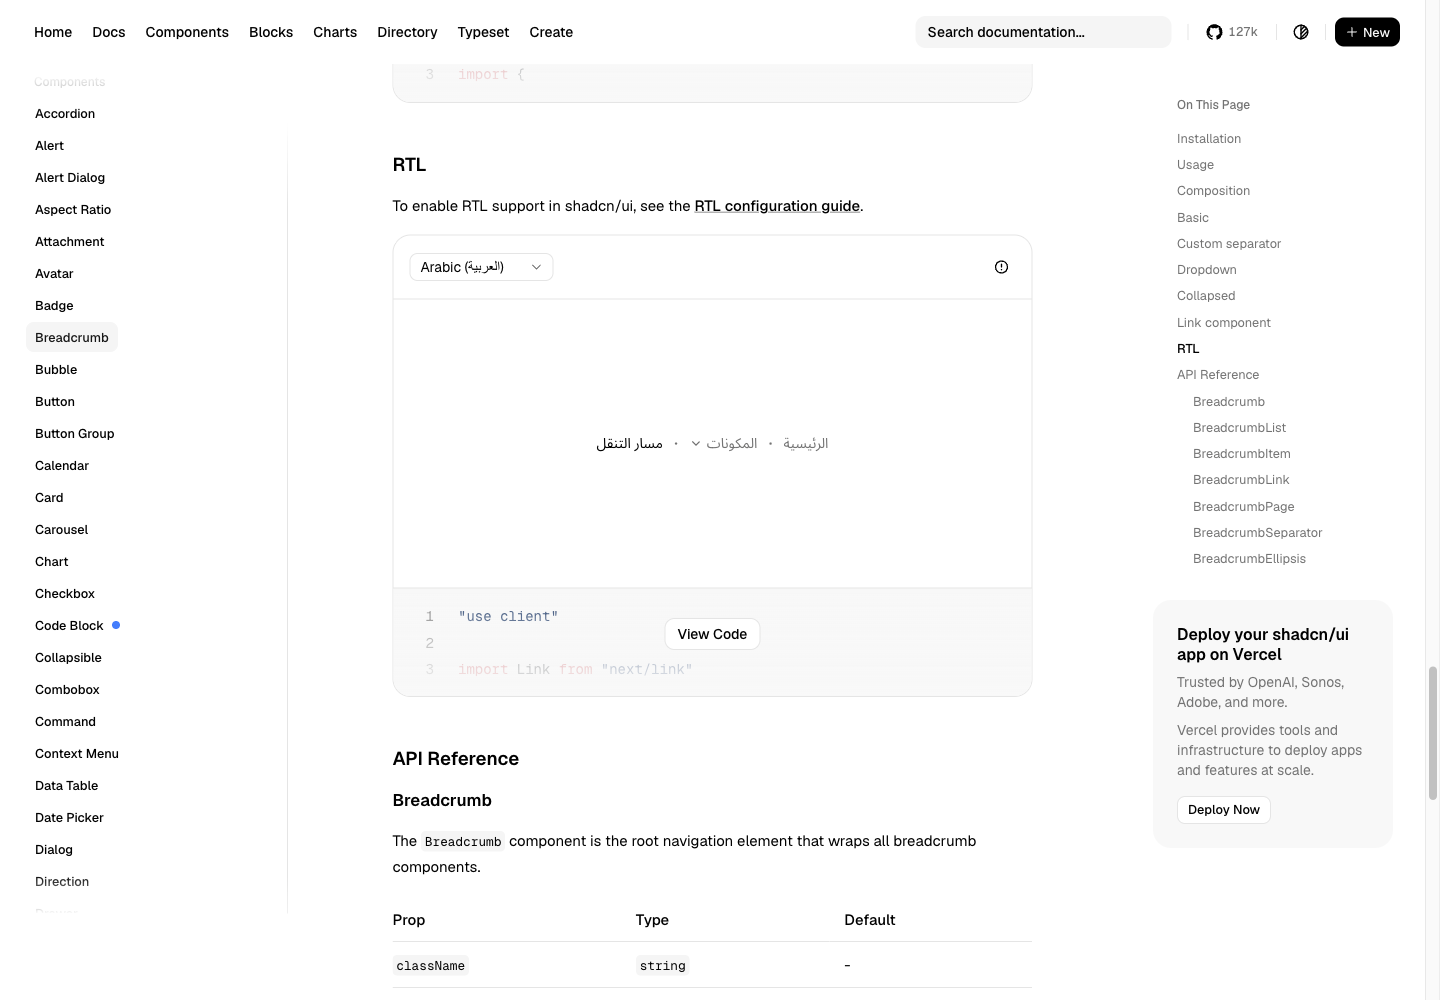 Home Docs Components Blocks Charts Directory Typeset Create
Search documentation...
127k
New
Components
Accordion
Alert
Alert Dialog
Aspect Ratio
Attachment
Avatar
Badge
Breadcrumb
Bubble
Button
Button Group
Calendar
Card
Carousel
Chart
Checkbox
Code Block
Collapsible
Combobox
Command
Context Menu
Data Table
Date Picker
Dialog
Direction
3 import {
RTL
To enable RTL support in shadcn/ui, see the RTL configuration guide.
Arabic (العربية)
الرئيسية • المكونات • مسار التنقل
1 "use client"
2
3 import Link from "next/link"
View Code
API Reference
Breadcrumb
The Breadcrumb component is the root navigation element that wraps all breadcrumb
components.
Prop Type Default
className string -
On This Page
Installation
Usage
Composition
Basic
Custom separator
Dropdown
Collapsed
Link component
RTL
API Reference
Breadcrumb
BreadcrumbList
BreadcrumbItem
BreadcrumbLink
BreadcrumbPage
BreadcrumbSeparator
BreadcrumbEllipsis
Deploy your shadcn/ui
app on Vercel
Trusted by OpenAI, Sonos,
Adobe, and more.
Vercel provides tools and
infrastructure to deploy apps
and features at scale.
Deploy Now